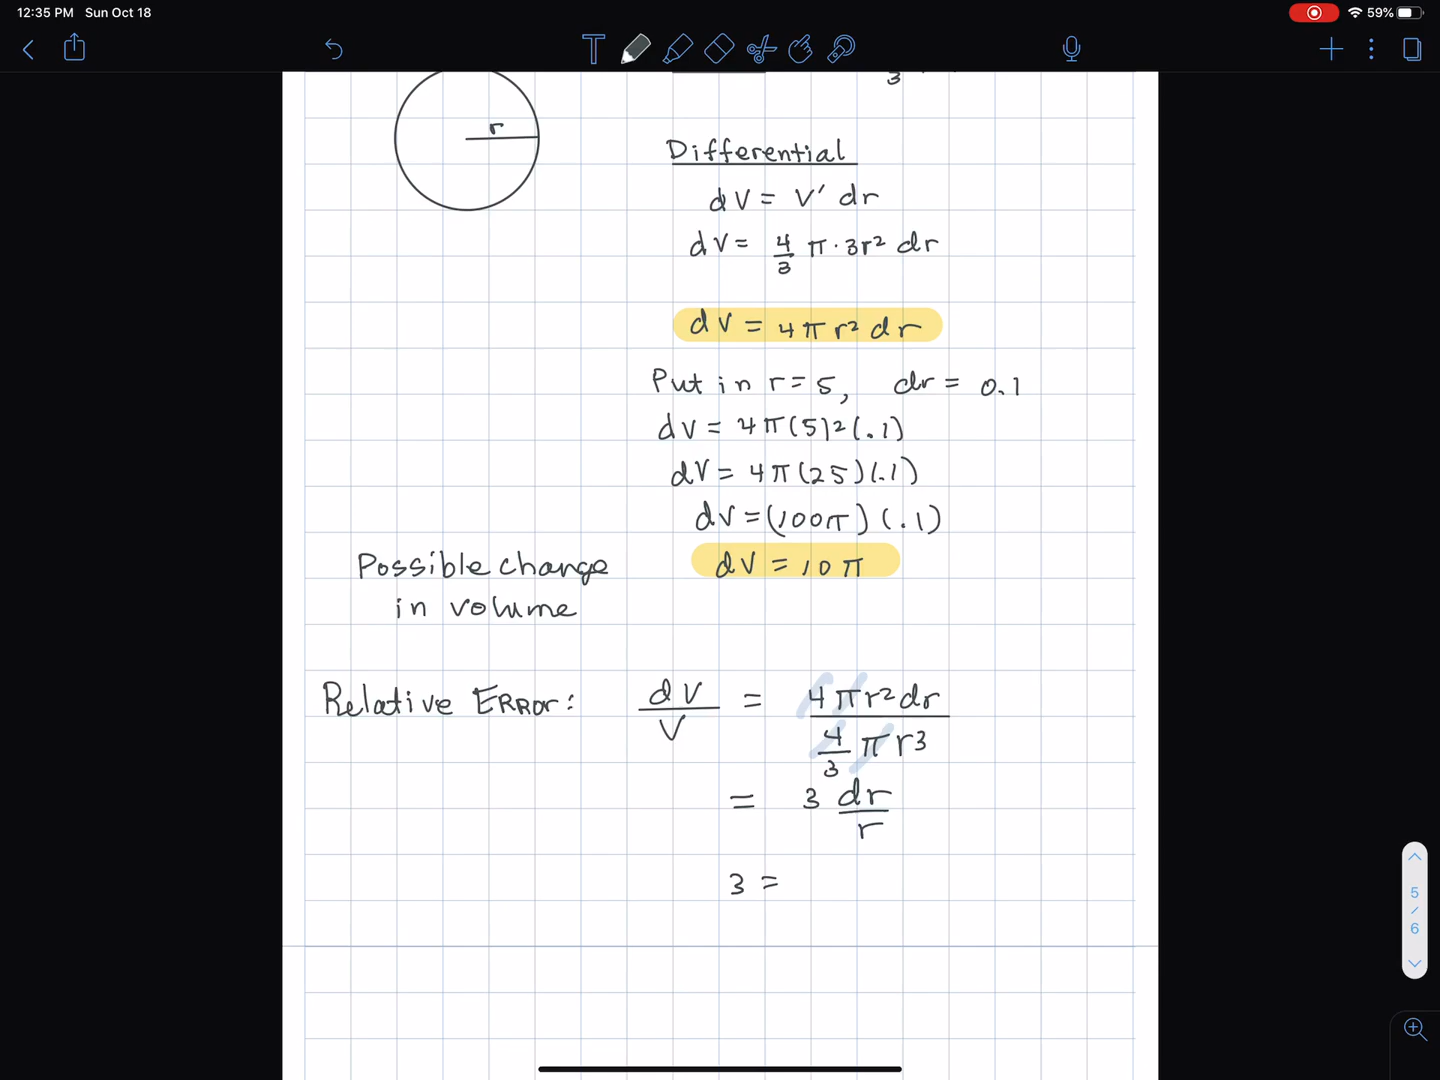 12:35 PM Sun Oct 18
59%
T
3
r
Differential
dV = V' dr
dV = 4/3 π · 3r² dr
dV = 4πr² dr
Put in r = 5, dr = 0.1
dV = 4π(5)²(.1)
dV = 4π(25)(.1)
dV = (100π)(.1)
Possible change
dV = 10π
in volume
Relative ERROR: dV/V = 4πr²dr / 4/3 πr³
= 3 dr/r
3 =
5
/
6